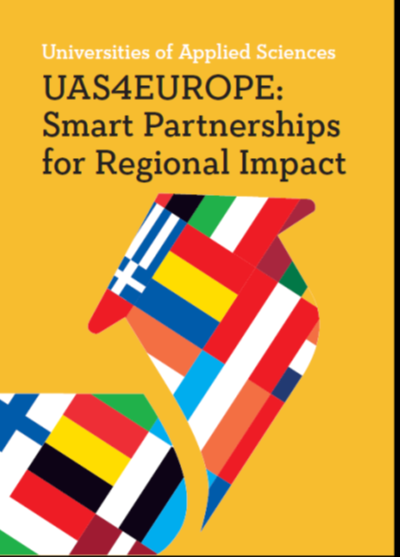 Universities of Applied Sciences
UAS4EUROPE:
Smart Partnerships
for Regional Impact